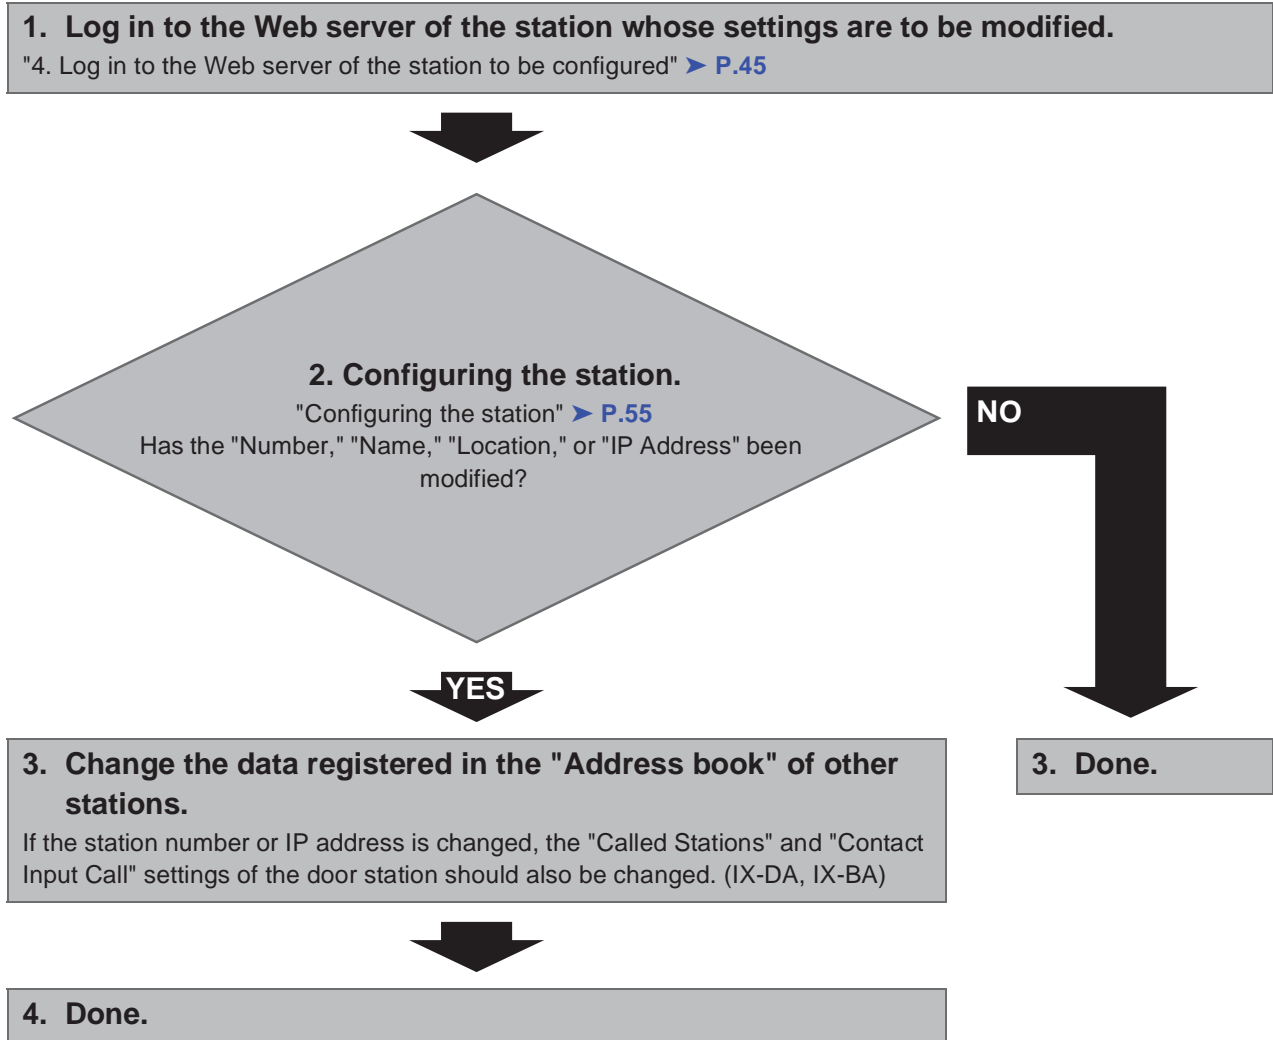 1. Log in to the Web server of the station whose settings are to be modified.
"4. Log in to the Web server of the station to be configured" ➤ P.45
2. Configuring the station.
"Configuring the station" ➤ P.55
Has the "Number," "Name," "Location," or "IP Address" been
modified?
NO
YES
3. Change the data registered in the "Address book" of other
stations.
If the station number or IP address is changed, the "Called Stations" and "Contact
Input Call" settings of the door station should also be changed. (IX-DA, IX-BA)
3. Done.
4. Done.